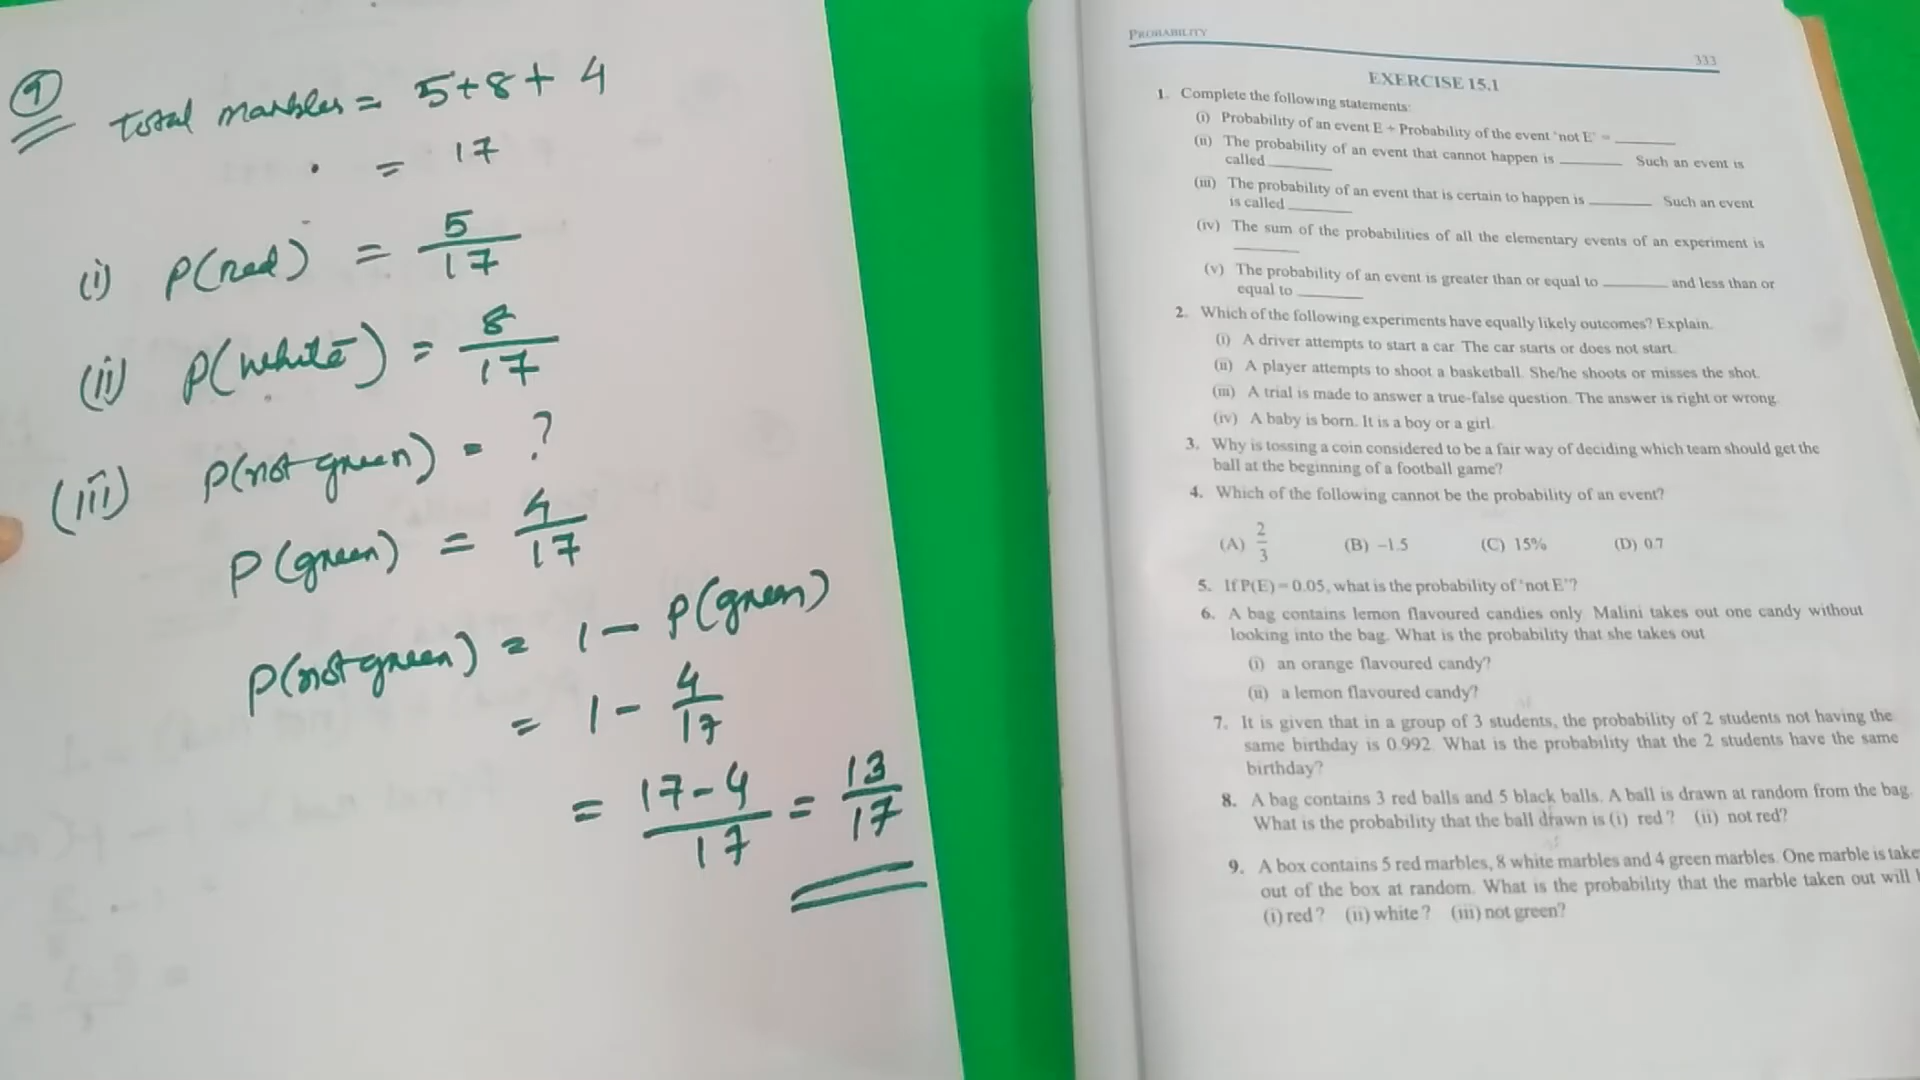 9
total marbles = 5+8+4
= 17
(i) P(red) = 5/17
(ii) P(white) = 8/17
(iii) P(not green) = ?
P(green) = 4/17
P(not green) = 1 - P(green)
= 1 - 4/17
= 17-4/17 = 13/17
PROBABILITY
333
EXERCISE 15.1
1. Complete the following statements:
(i) Probability of an event E + Probability of the event 'not E' = ______
(ii) The probability of an event that cannot happen is ______ Such an event is
called ______
(iii) The probability of an event that is certain to happen is ______ Such an event
is called ______
(iv) The sum of the probabilities of all the elementary events of an experiment is
______
(v) The probability of an event is greater than or equal to ______ and less than or
equal to ______
2. Which of the following experiments have equally likely outcomes? Explain.
(i) A driver attempts to start a car. The car starts or does not start.
(ii) A player attempts to shoot a basketball. She/he shoots or misses the shot.
(iii) A trial is made to answer a true-false question. The answer is right or wrong.
(iv) A baby is born. It is a boy or a girl.
3. Why is tossing a coin considered to be a fair way of deciding which team should get the
ball at the beginning of a football game?
4. Which of the following cannot be the probability of an event?
(A) 2/3 (B) –1.5 (C) 15% (D) 0.7
5. If P(E) = 0.05, what is the probability of 'not E'?
6. A bag contains lemon flavoured candies only. Malini takes out one candy without
looking into the bag. What is the probability that she takes out
(i) an orange flavoured candy?
(ii) a lemon flavoured candy?
7. It is given that in a group of 3 students, the probability of 2 students not having the
same birthday is 0.992. What is the probability that the 2 students have the same
birthday?
8. A bag contains 3 red balls and 5 black balls. A ball is drawn at random from the bag.
What is the probability that the ball drawn is (i) red ? (ii) not red?
9. A box contains 5 red marbles, 8 white marbles and 4 green marbles. One marble is take
out of the box at random. What is the probability that the marble taken out will
(i) red ? (ii) white ? (iii) not green?